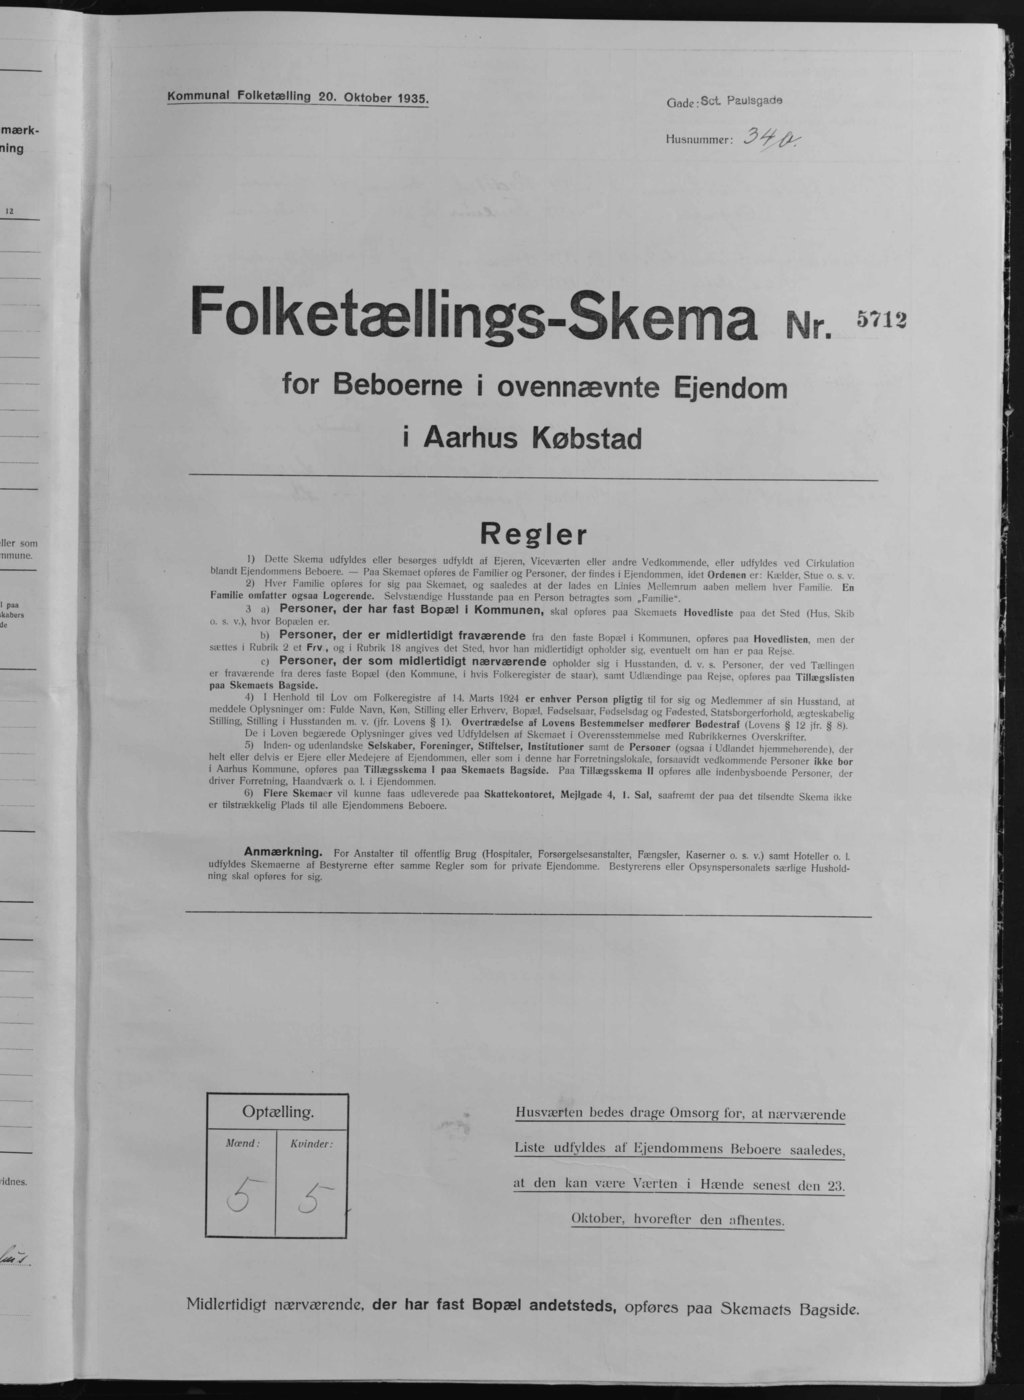 mærk-
ning
12
eller som
mmune.
l paa
skabers
de
vidnes.
Kommunal Folketælling 20. Oktober 1935.
Gade: Sct. Paulsgade
Husnummer: 34 a.
Folketællings-Skema Nr. 5712
for Beboerne i ovennævnte Ejendom
i Aarhus Købstad
Regler
1) Dette Skema udfyldes eller besørges udfyldt af Ejeren, Viceværten eller andre Vedkommende, eller udfyldes ved Cirkulation
blandt Ejendommens Beboere. — Paa Skemaet opføres de Familier og Personer, der findes i Ejendommen, idet Ordenen er: Kælder, Stue o. s. v.
2) Hver Familie opføres for sig paa Skemaet, og saaledes at der lades en Linies Mellemrum aaben mellem hver Familie. En
Familie omfatter ogsaa Logerende. Selvstændige Husstande paa en Person betragtes som „Familie“.
3 a) Personer, der har fast Bopæl i Kommunen, skal opføres paa Skemaets Hovedliste paa det Sted (Hus, Skib
o. s. v.), hvor Bopælen er.
b) Personer, der er midlertidigt fraværende fra den faste Bopæl i Kommunen, opføres paa Hovedlisten, men der
sættes i Rubrik 2 et Frv., og i Rubrik 18 angives det Sted, hvor han midlertidigt opholder sig, eventuelt om han er paa Rejse.
c) Personer, der som midlertidigt nærværende opholder sig i Husstanden, d. v. s. Personer, der ved Tællingen
er fraværende fra deres faste Bopæl (den Kommune, i hvis Folkeregister de staar), samt Udlændinge paa Rejse, opføres paa Tillægslisten
paa Skemaets Bagside.
4) I Henhold til Lov om Folkeregistre af 14. Marts 1924 er enhver Person pligtig til for sig og Medlemmer af sin Husstand, at
meddele Oplysninger om: Fulde Navn, Køn, Stilling eller Erhverv, Bopæl, Fødselsaar, Fødselsdag og Fødested, Statsborgerforhold, ægteskabelig
Stilling, Stilling i Husstanden m. v. (jfr. Lovens § 1). Overtrædelse af Lovens Bestemmelser medfører Bødestraf (Lovens § 12 jfr. § 8).
De i Loven begærede Oplysninger gives ved Udfyldelsen af Skemaet i Overensstemmelse med Rubrikkernes Overskrifter.
5) Inden- og udenlandske Selskaber, Foreninger, Stiftelser, Institutioner samt de Personer (ogsaa i Udlandet hjemmehørende), der
helt eller delvis er Ejere eller Medejere af Ejendommen, eller som i denne har Forretningslokale, forsaavidt vedkommende Personer ikke bor
i Aarhus Kommune, opføres paa Tillægsskema I paa Skemaets Bagside. Paa Tillægsskema II opføres alle indenbysboende Personer, der
driver Forretning, Haandværk o. l. i Ejendommen.
6) Flere Skemaer vil kunne faas udleverede paa Skattekontoret, Mejlgade 4, 1. Sal, saafremt der paa det tilsendte Skema ikke
er tilstrækkelig Plads til alle Ejendommens Beboere.
Anmærkning. For Anstalter til offentlig Brug (Hospitaler, Forsørgelsesanstalter, Fængsler, Kaserner o. s. v.) samt Hoteller o. l.
udfyldes Skemaerne af Bestyrerne efter samme Regler som for private Ejendomme. Bestyrerens eller Opsynspersonalets særlige Hushold-
ning skal opføres for sig.
Optælling.
Mænd: Kvinder:
5 5
Husværten bedes drage Omsorg for, at nærværende
Liste udfyldes af Ejendommens Beboere saaledes,
at den kan være Værten i Hænde senest den 23.
Oktober, hvorefter den afhentes.
Midlertidigt nærværende, der har fast Bopæl andetsteds, opføres paa Skemaets Bagside.